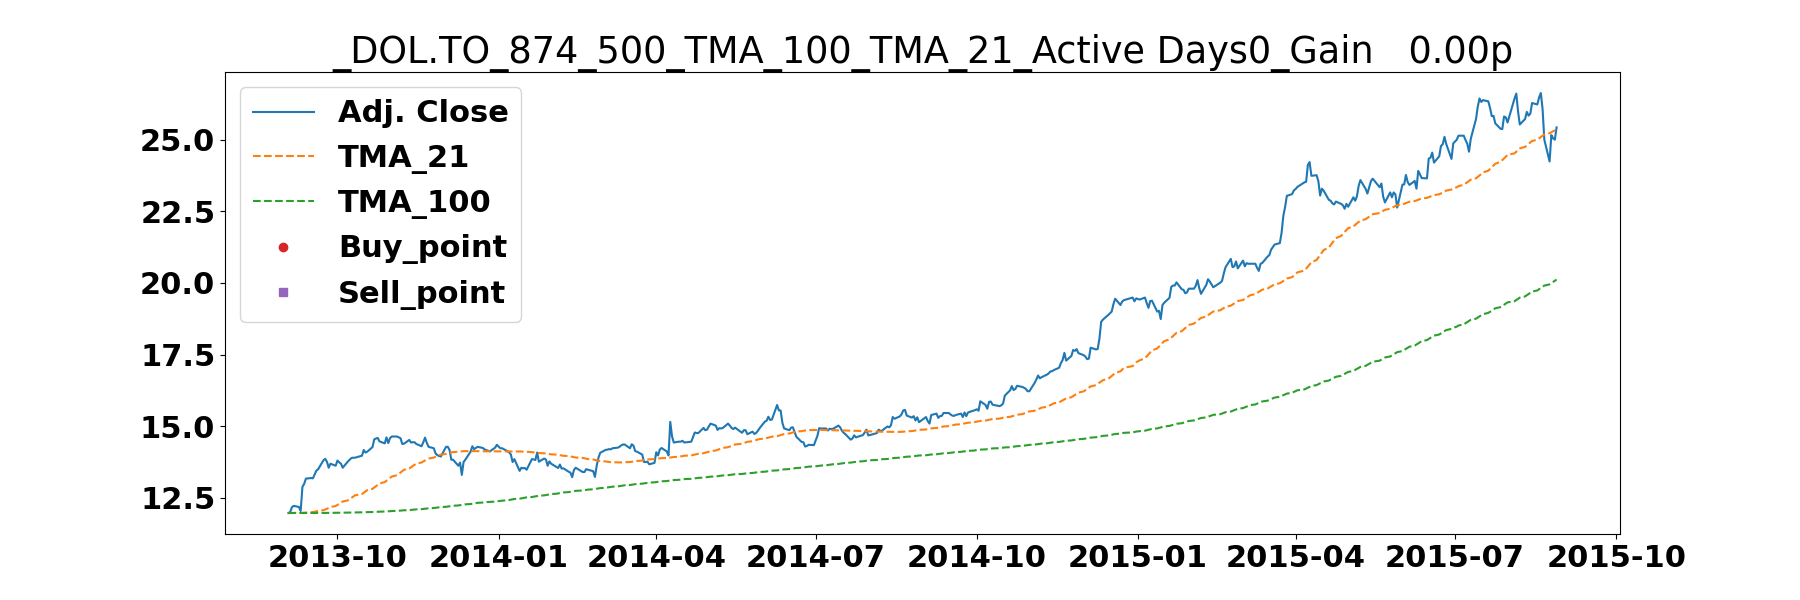 _DOL.TO_874_500_TMA_100_TMA_21_Active Days0_Gain   0.00p
Adj. Close
TMA_21
TMA_100
Buy_point
Sell_point
25.0
22.5
20.0
17.5
15.0
12.5
2013-10 2014-01 2014-04 2014-07 2014-10 2015-01 2015-04 2015-07 2015-10